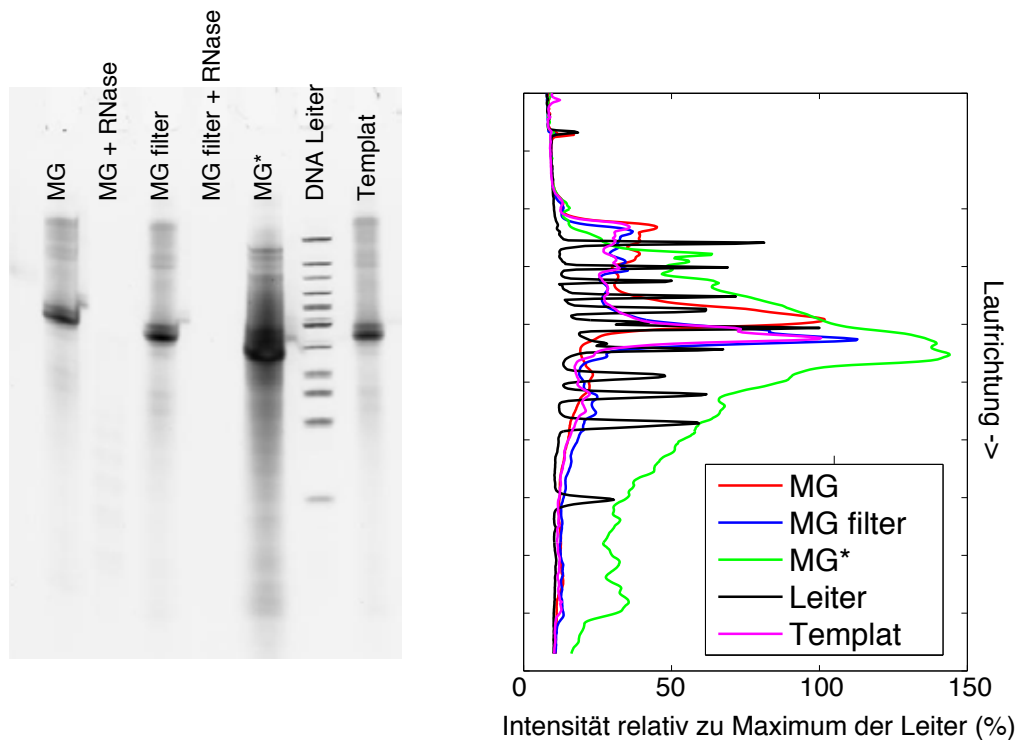 MG
MG + RNase
MG filter
MG filter + RNase
MG*
DNA Leiter
Templat
Laufrichtung ->
MG
MG filter
MG*
Leiter
Templat
0 50 100 150
Intensität relativ zu Maximum der Leiter (%)